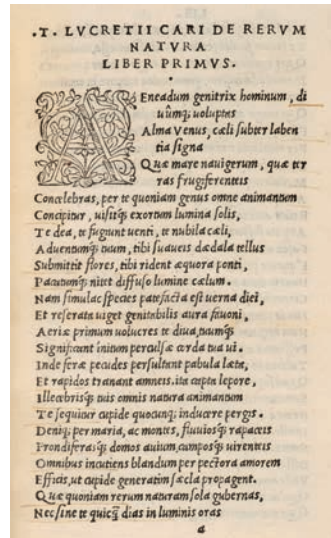 .T. LVCRETII CARI DE RERVM
NATVRA
LIBER PRIMVS.
AEneadum genitrix hominum, di
uûmq; uoluptas
Alma Venus, cæli subter laben
tia signa
Quæ mare nauigerum, quæ ter
ras frugiferenteis
Concelebras, per te quoniam genus omne animantum
Concipitur, uisitq; exortum lumina solis,
Te dea, te fugiunt uenti, te nubila cæli,
Aduentumq; tuum, tibi suaueis dædala tellus
Submittit flores, tibi rident æquora ponti,
Pacatumq; nitet diffuso lumine cælum.
Nam simulac species patefacta est uerna diei,
Et reserata uiget genitabilis aura fauoni,
Aeriæ primum uolucres te diua, tuumq;
Significant initum perculsæ corda tua ui.
Inde feræ pecudes persultant pabula læta,
Et rapidos tranant amneis. ita capta lepore,
Illecebrisq; tuis omnis natura animantum
Te sequitur cupide quocunq; inducere pergis.
Deniq; per maria, ac montes, fluuiosq; rapaceis
Frondiferasq; domos auium, camposq; uirenteis
Omnibus incutiens blandum per pectora amorem
Efficis, ut cupide generatim sæcla propagent.
Quæ quoniam rerum naturam sola gubernas,
Nec sine te quicq̃ dias in luminis oras
a